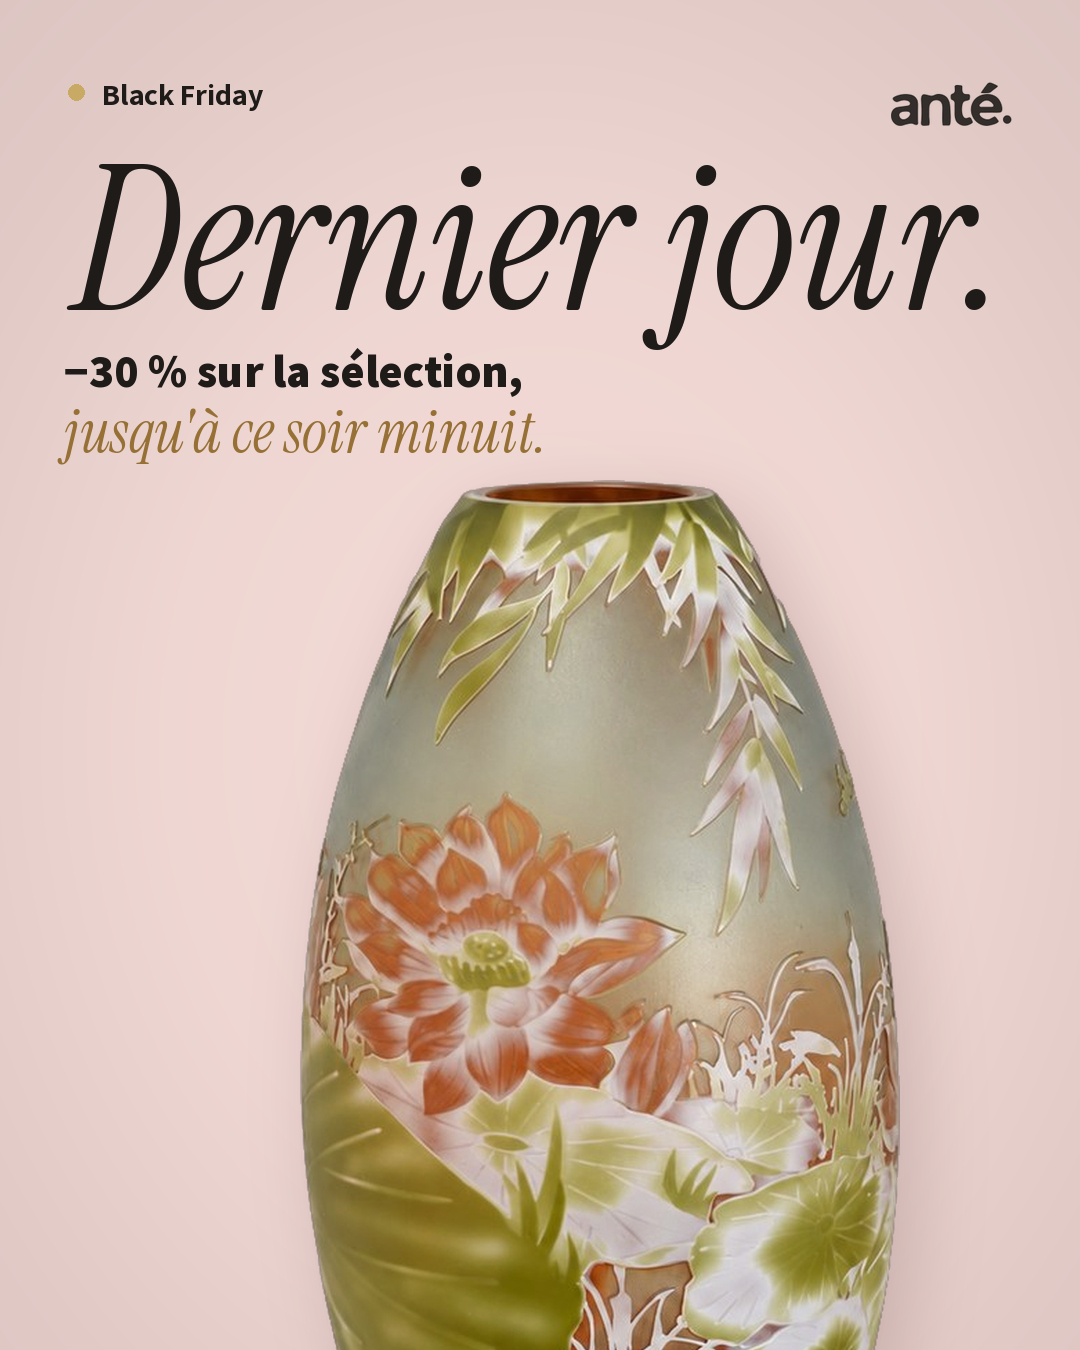 Black Friday
anté.
Dernier jour.
−30 % sur la sélection,
jusqu'à ce soir minuit.